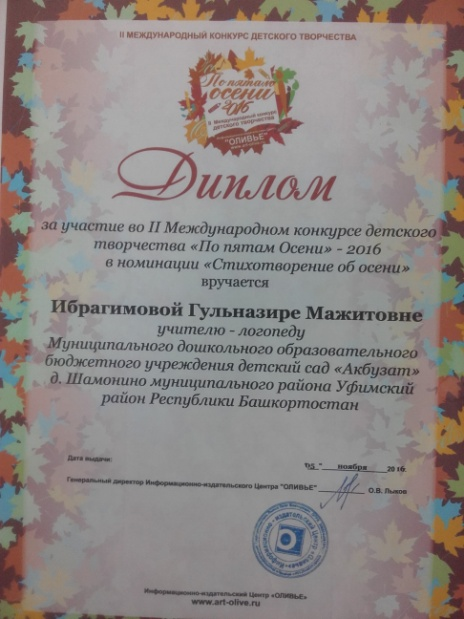 II МЕЖДУНАРОДНЫЙ КОНКУРС ДЕТСКОГО ТВОРЧЕСТВА
По пятам
осени
2016
II Международный конкурс
детского творчества
"ОЛИВЬЕ"
Диплом
за участие во II Международном конкурсе детского
творчества «По пятам Осени» - 2016
в номинации «Стихотворение об осени»
вручается
Ибрагимовой Гульназире Мажитовне
учителю - логопеду
Муниципального дошкольного образовательного
бюджетного учреждения детский сад «Акбузат»
д. Шамонино муниципального района Уфимский
район Республики Башкортостан
Дата выдачи: "05 " ноября 2016г
Генеральный директор Информационно-издательского Центра "ОЛИВЬЕ" О.В. Лыков
Информационно-издательский Центр «ОЛИВЬЕ»
www.art-olive.ru